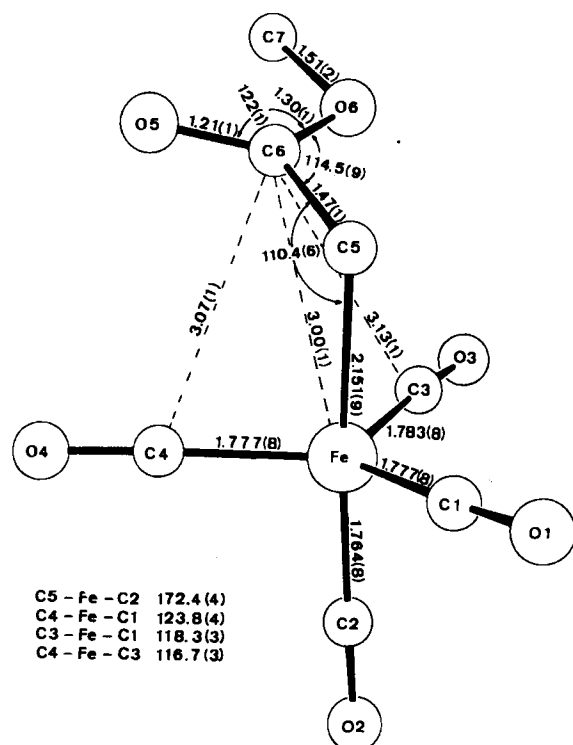 C7
1.51(2)
O6
1.30(1)
122(1)
O5
1.21(1)
C6
114.5(9)
1.47(1)
C5
110.4(6)
3.07(1)
3.00(1)
3.13(1)
2.151(9)
O3
C3
1.783(8)
O4
C4
1.777(8)
Fe
1.777(8)
C1
O1
1.764(8)
C2
O2
C5 - Fe - C2 172.4(4)
C4 - Fe - C1 123.8(4)
C3 - Fe - C1 118.3(3)
C4 - Fe - C3 116.7(3)